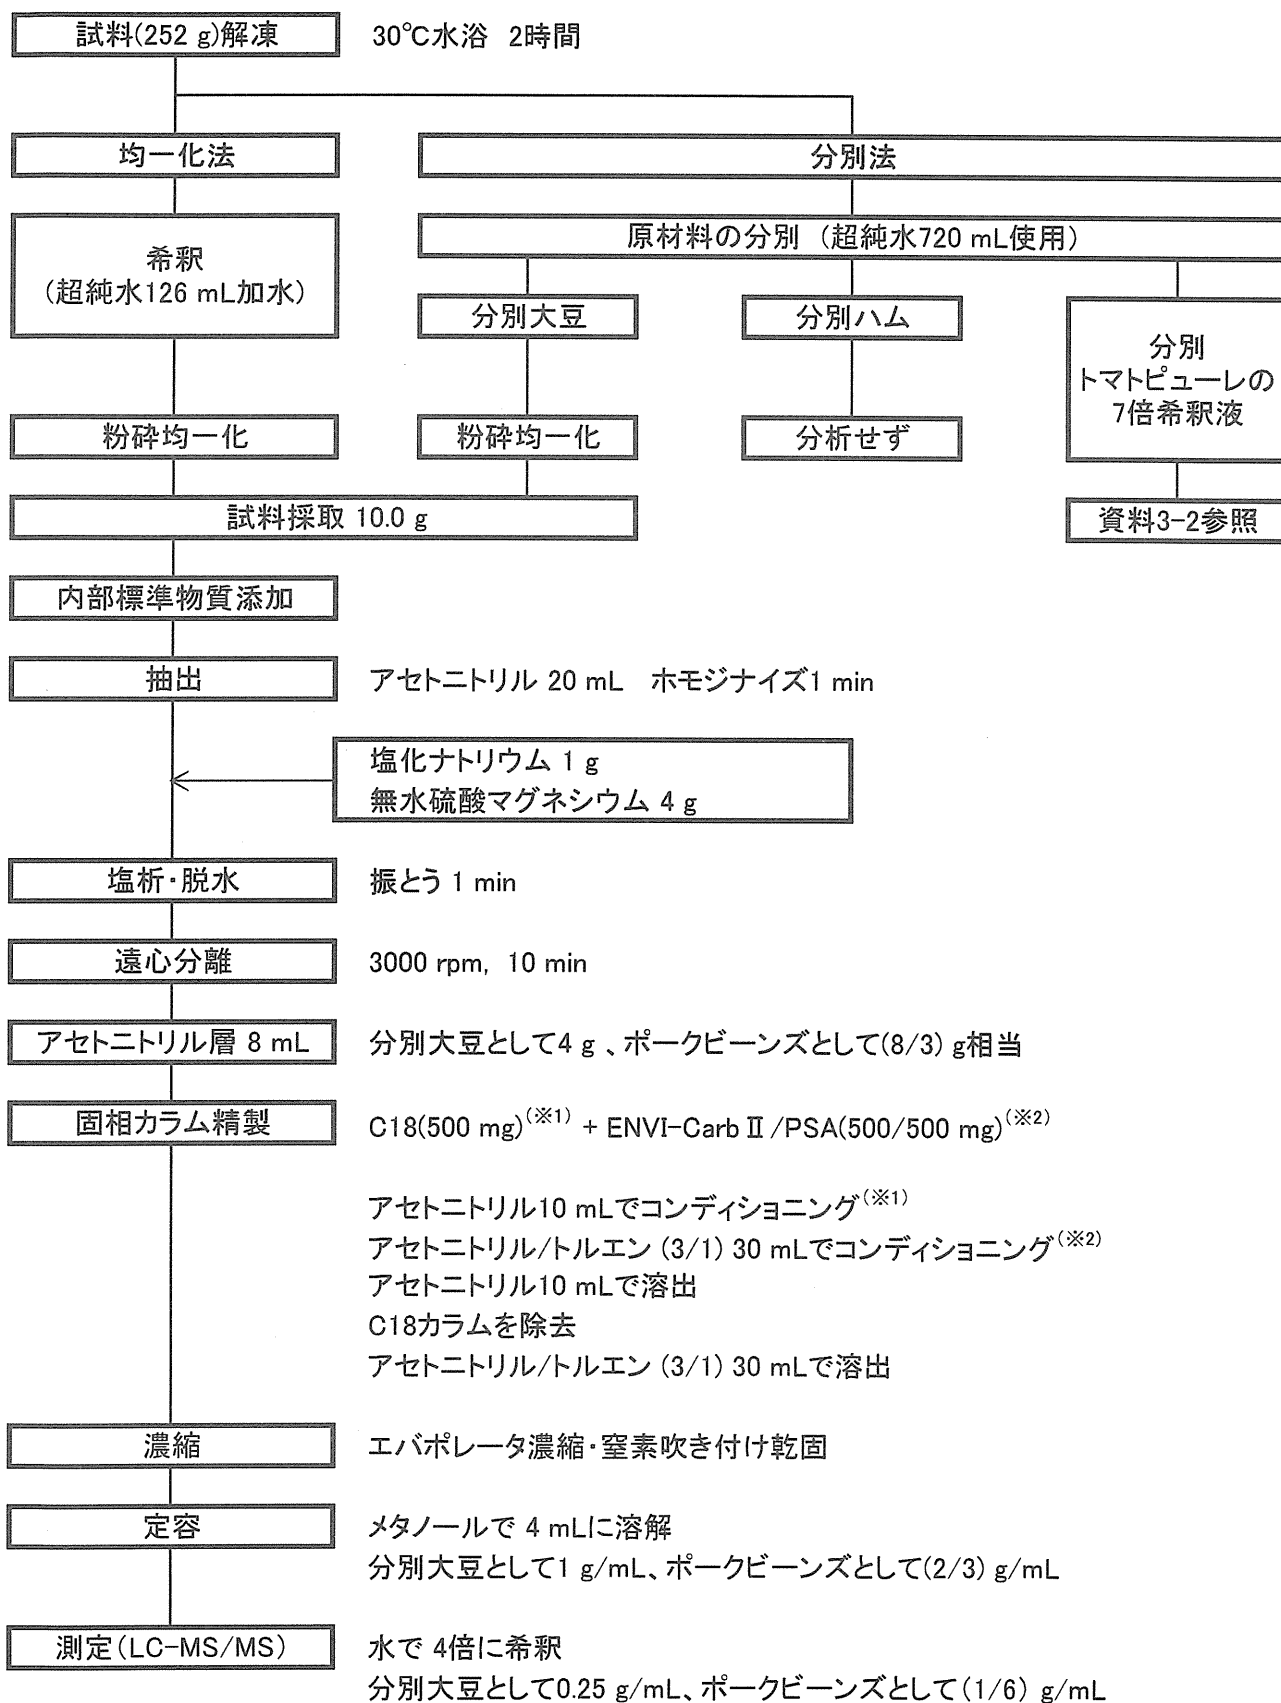 試料(252 g)解凍　30℃水浴 2時間
均一化法
分別法
希釈
(超純水126 mL加水)
原材料の分別 (超純水720 mL使用)
分別大豆
分別ハム
分別
トマトピューレの
7倍希釈液
粉砕均一化
粉砕均一化
分析せず
試料採取 10.0 g
資料3-2参照
内部標準物質添加
抽出　アセトニトリル 20 mL　ホモジナイズ1 min
塩化ナトリウム 1 g
無水硫酸マグネシウム 4 g
塩析・脱水　振とう 1 min
遠心分離　3000 rpm, 10 min
アセトニトリル層 8 mL　分別大豆として4 g 、ポークビーンズとして(8/3) g相当
固相カラム精製　C18(500 mg)(※1) + ENVI-Carb Ⅱ/PSA(500/500 mg)(※2)
アセトニトリル10 mLでコンディショニング(※1)
アセトニトリル/トルエン (3/1) 30 mLでコンディショニング(※2)
アセトニトリル10 mLで溶出
C18カラムを除去
アセトニトリル/トルエン (3/1) 30 mLで溶出
濃縮　エバポレータ濃縮・窒素吹き付け乾固
定容　メタノールで 4 mLに溶解
分別大豆として1 g/mL、ポークビーンズとして(2/3) g/mL
測定(LC-MS/MS)　水で 4倍に希釈
分別大豆として0.25 g/mL、ポークビーンズとして(1/6) g/mL